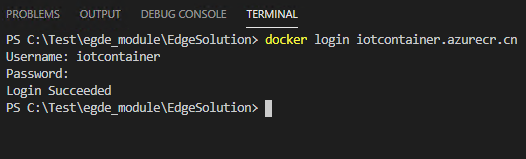 PROBLEMS OUTPUT DEBUG CONSOLE TERMINAL
PS C:\Test\egde_module\EdgeSolution> docker login iotcontainer.azurecr.cn
Username: iotcontainer
Password:
Login Succeeded
PS C:\Test\egde_module\EdgeSolution>